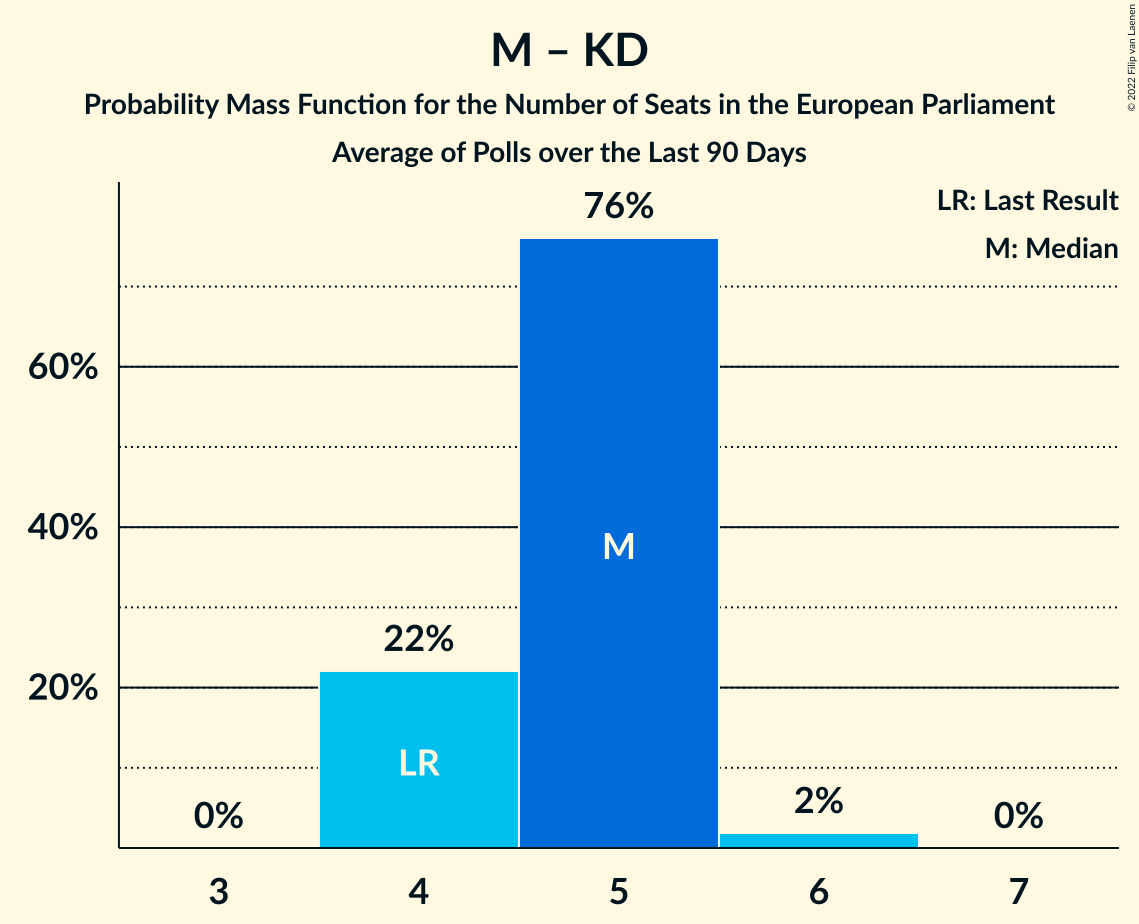 M – KD
Probability Mass Function for the Number of Seats in the European Parliament
Average of Polls over the Last 90 Days
© 2022 Filip van Laenen
LR: Last Result
M: Median
76%
60%
M
40%
22%
20%
LR
0%
2%
0%
3 4 5 6 7